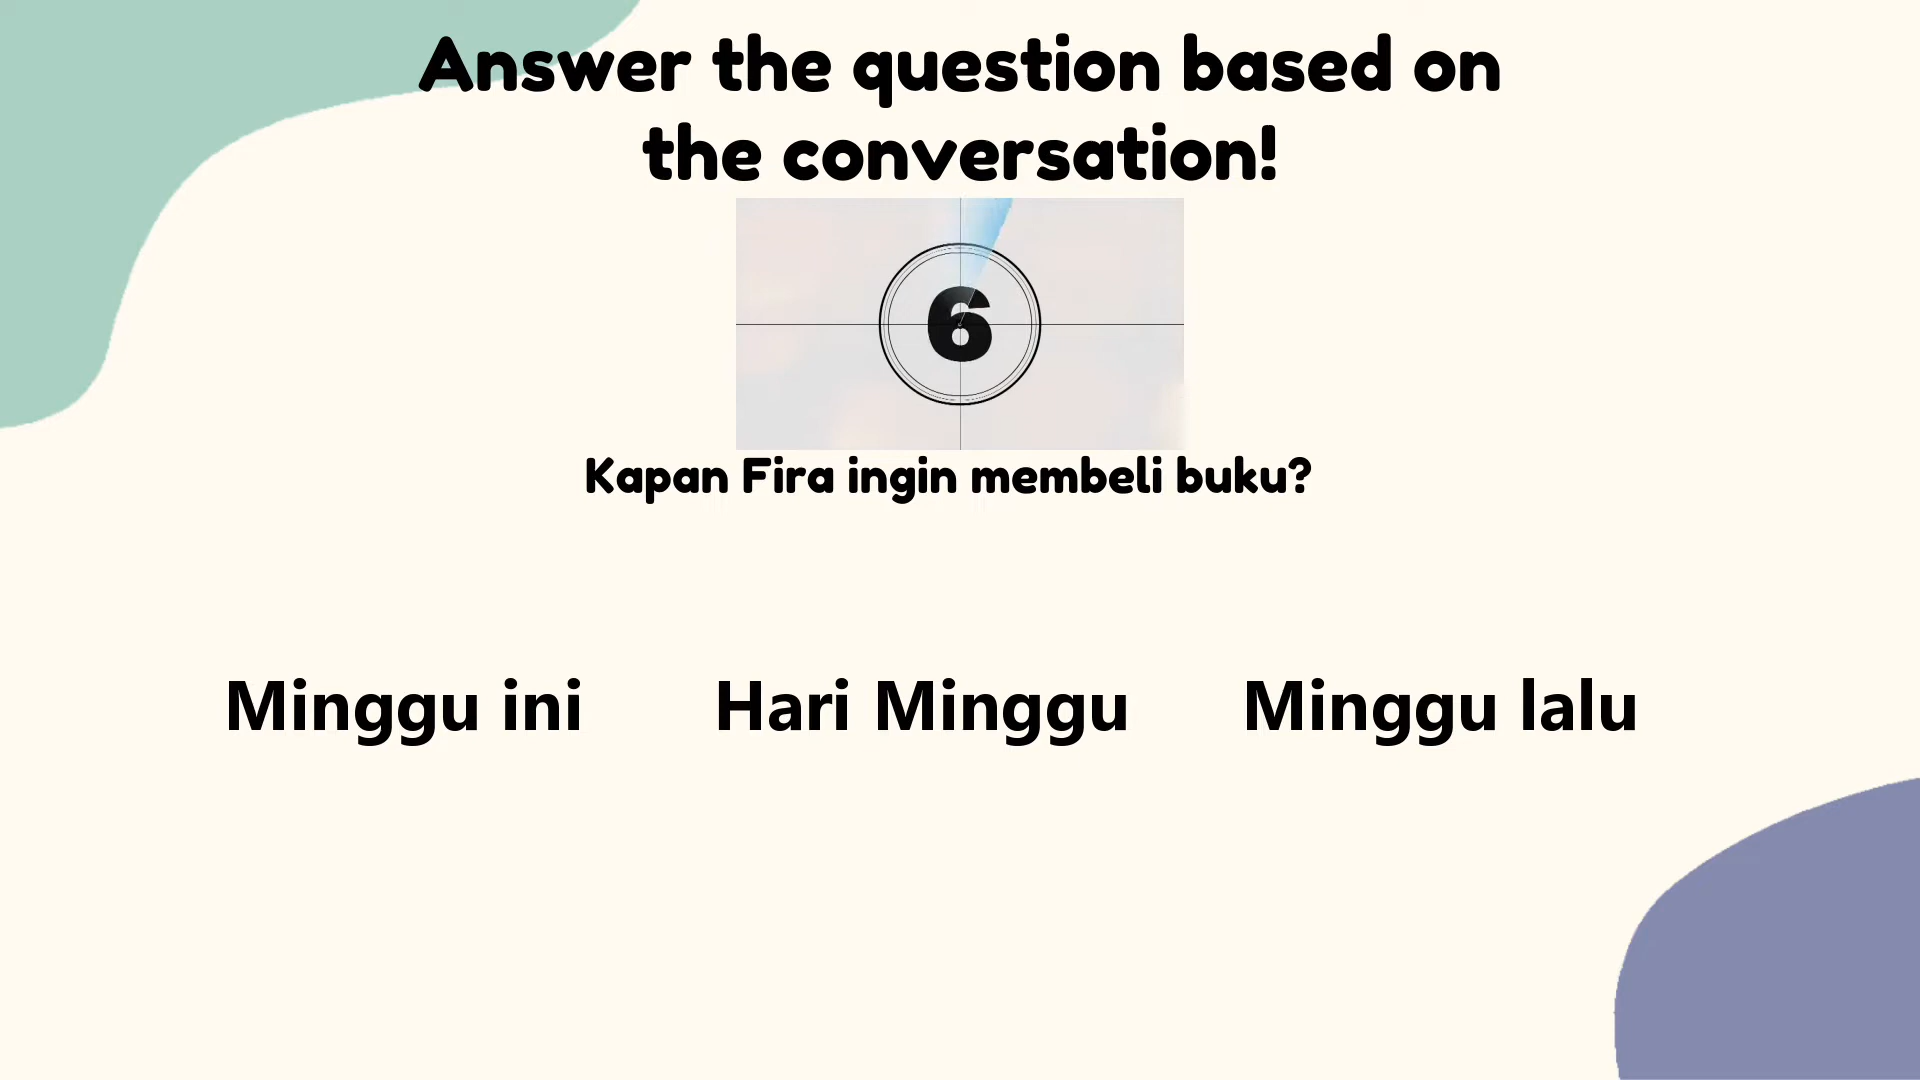 Answer the question based on
the conversation!
6
Kapan Fira ingin membeli buku?
Minggu ini
Hari Minggu
Minggu lalu